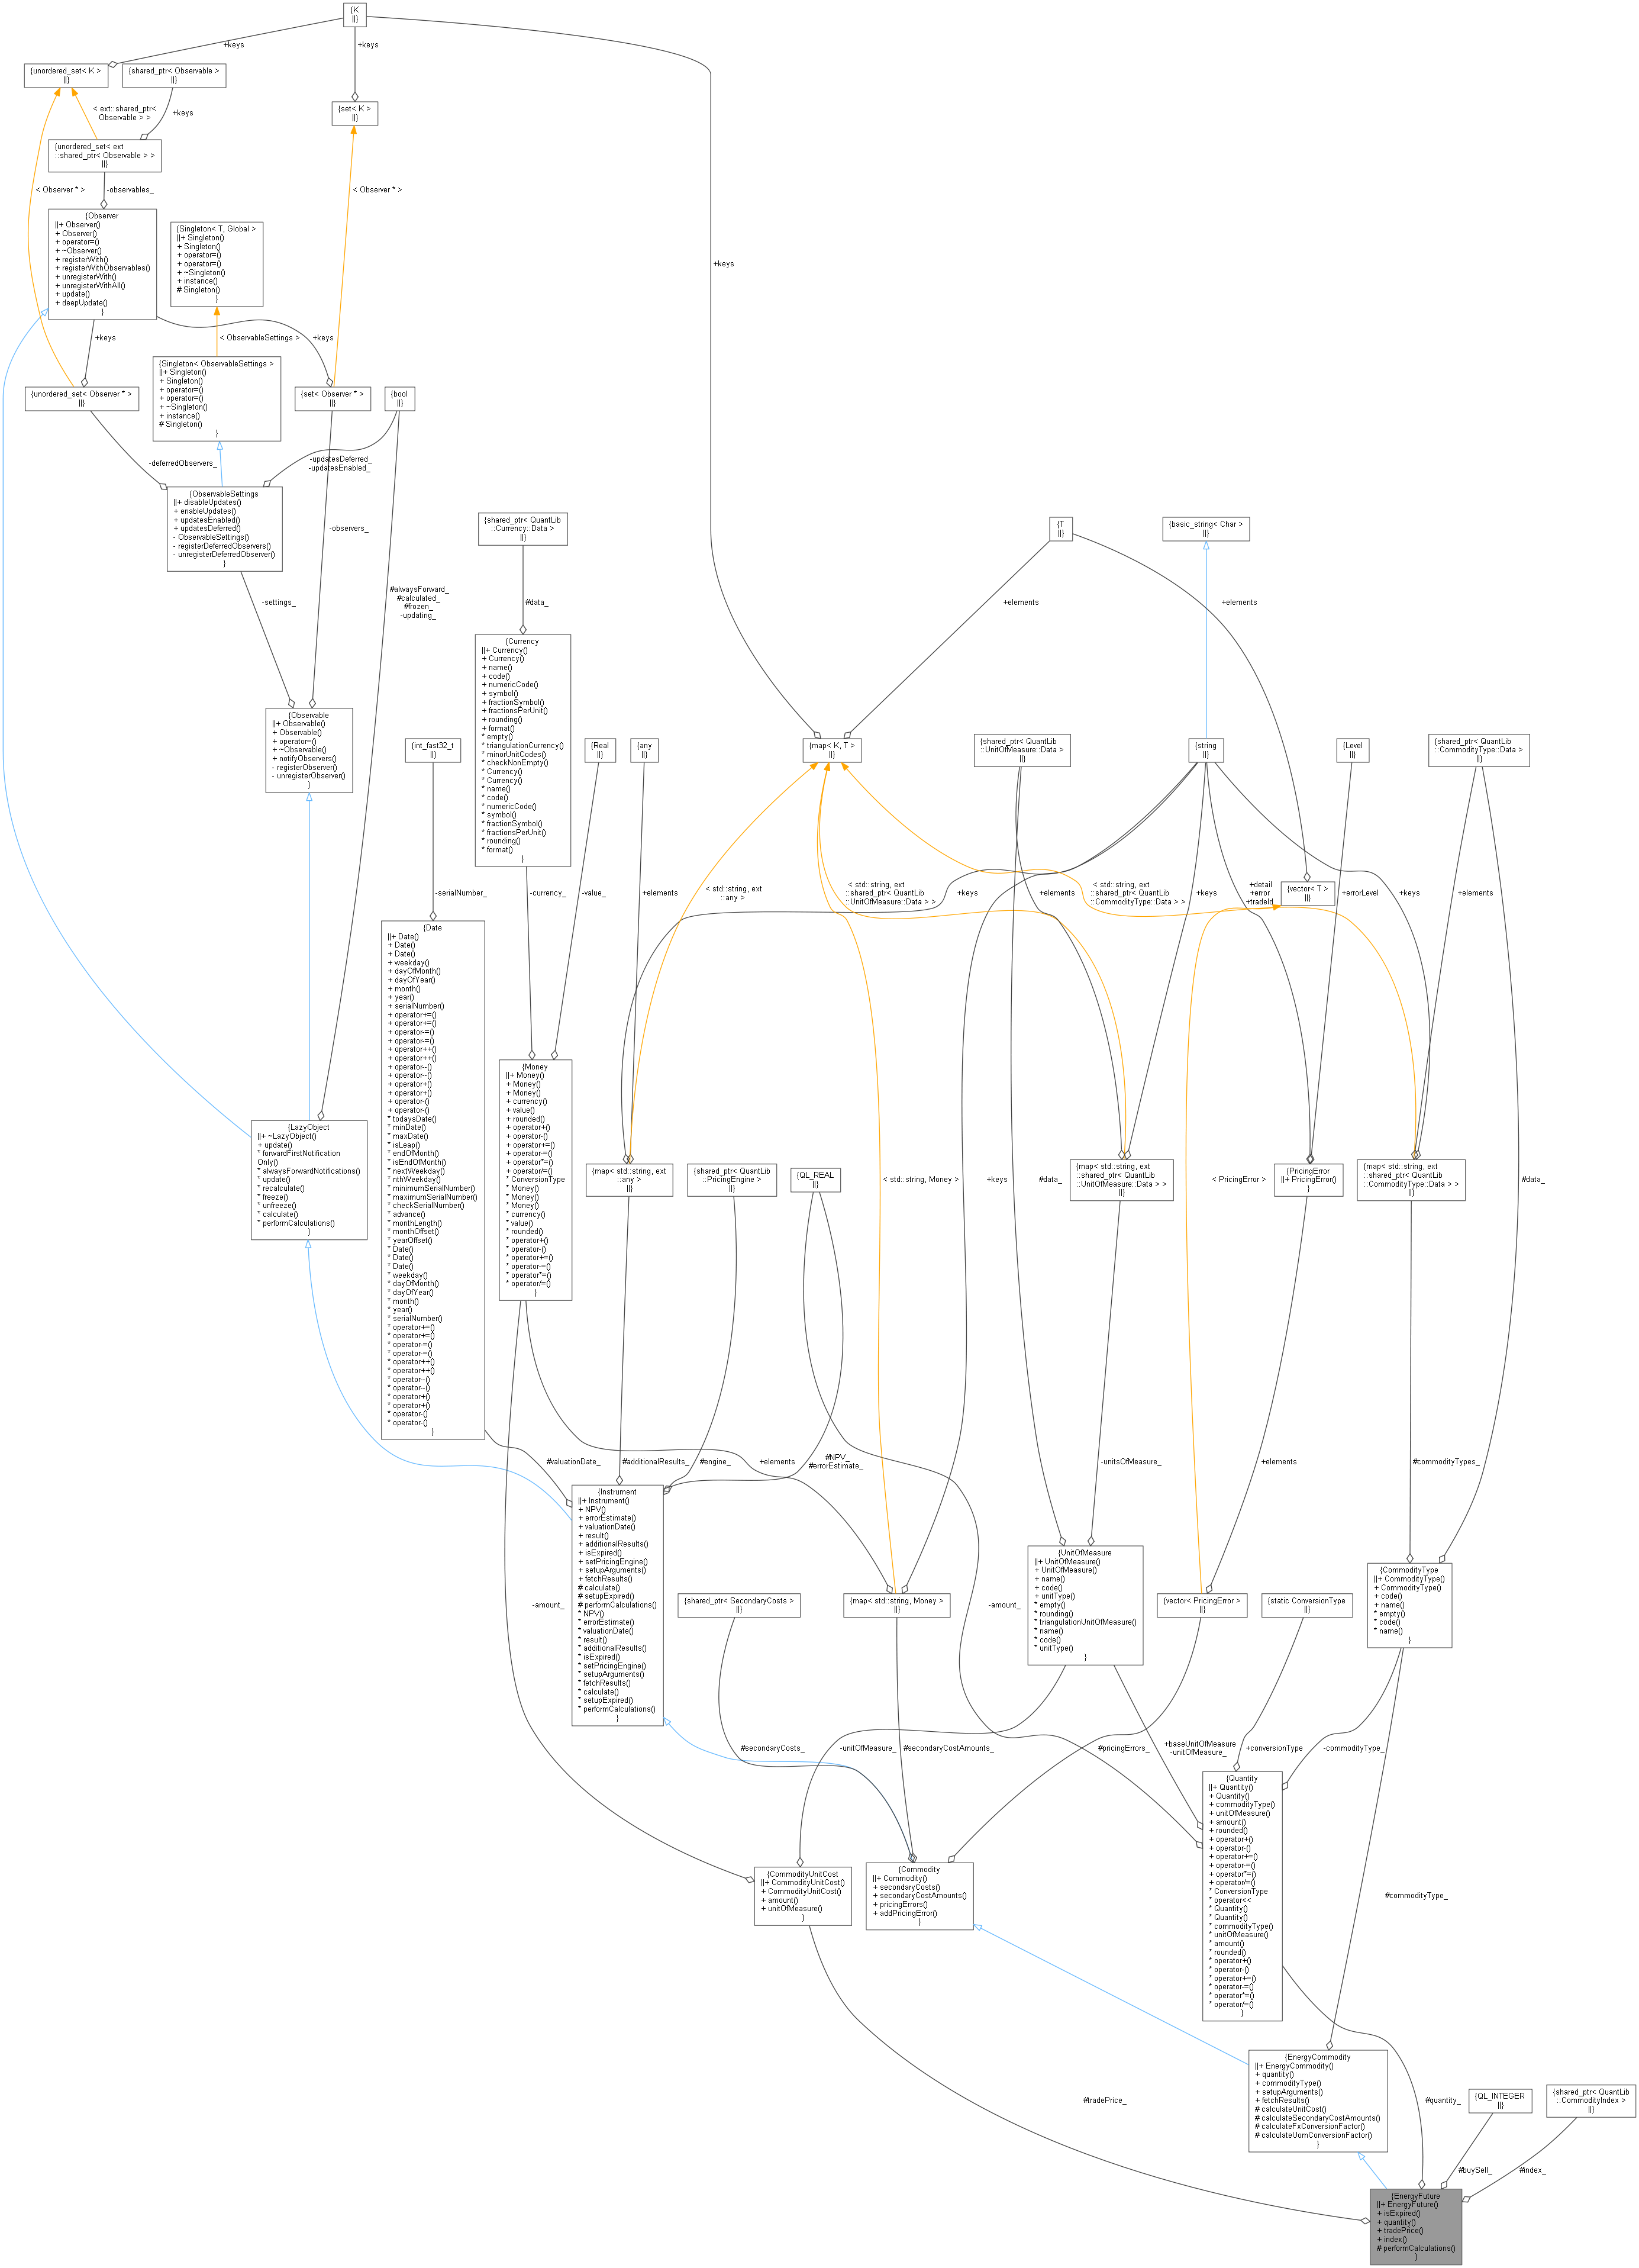 {K
||}
+keys
+keys
{unordered_set< K >
||}
{shared_ptr< Observable >
||}
{set< K >
||}
< ext::shared_ptr<
Observable > >
+keys
{unordered_set< ext
::shared_ptr< Observable > >
||}
< Observer * >
-observables_
< Observer * >
{Observer
||+ Observer()
+ Observer()
+ operator=()
+ ~Observer()
+ registerWith()
+ registerWithObservables()
+ unregisterWith()
+ unregisterWithAll()
+ update()
+ deepUpdate()
}
{Singleton< T, Global >
||+ Singleton()
+ Singleton()
+ operator=()
+ operator=()
+ ~Singleton()
+ instance()
# Singleton()
}
+keys
+keys
< ObservableSettings >
+keys
{Singleton< ObservableSettings >
||+ Singleton()
+ Singleton()
+ operator=()
+ operator=()
+ ~Singleton()
+ instance()
# Singleton()
}
{unordered_set< Observer * >
||}
{set< Observer * >
||}
{bool
||}
-deferredObservers_
-updatesDeferred_
-updatesEnabled_
{ObservableSettings
||+ disableUpdates()
+ enableUpdates()
+ updatesEnabled()
+ updatesDeferred()
- ObservableSettings()
- registerDeferredObservers()
- unregisterDeferredObserver()
}
-observers_
{shared_ptr< QuantLib
::Currency::Data >
||}
{T
||}
{basic_string< Char >
||}
-settings_
#alwaysForward_
#calculated_
#frozen_
-updating_
#data_
+elements
+elements
{Currency
||+ Currency()
+ Currency()
+ name()
+ code()
+ numericCode()
+ symbol()
+ fractionSymbol()
+ fractionsPerUnit()
+ rounding()
+ format()
* empty()
* triangulationCurrency()
* minorUnitCodes()
* checkNonEmpty()
* Currency()
* Currency()
* name()
* code()
* numericCode()
* symbol()
* fractionSymbol()
* fractionsPerUnit()
* rounding()
* format()
}
{Observable
||+ Observable()
+ Observable()
+ operator=()
+ ~Observable()
+ notifyObservers()
- registerObserver()
- unregisterObserver()
}
{int_fast32_t
||}
{Real
||}
{any
||}
{map< K, T >
||}
{shared_ptr< QuantLib
::UnitOfMeasure::Data >
||}
{string
||}
{Level
||}
{shared_ptr< QuantLib
::CommodityType::Data >
||}
-serialNumber_
-currency_
-value_
+elements
< std::string, ext
::any >
< std::string, ext
::shared_ptr< QuantLib
::UnitOfMeasure::Data > >
+keys
+elements
< std::string, ext
::shared_ptr< QuantLib
::CommodityType::Data > >
+keys
+detail
+error
+tradeId
{vector< T >
||}
+errorLevel
+keys
+elements
{Date
||+ Date()
+ Date()
+ Date()
+ weekday()
+ dayOfMonth()
+ dayOfYear()
+ month()
+ year()
+ serialNumber()
+ operator+=()
+ operator+=()
+ operator-=()
+ operator-=()
+ operator++()
+ operator++()
+ operator--()
+ operator--()
+ operator+()
+ operator+()
+ operator-()
+ operator-()
* todaysDate()
* minDate()
* maxDate()
* isLeap()
* endOfMonth()
* isEndOfMonth()
* nextWeekday()
* nthWeekday()
* minimumSerialNumber()
* maximumSerialNumber()
* checkSerialNumber()
* advance()
* monthLength()
* monthOffset()
* yearOffset()
* Date()
* Date()
* Date()
* weekday()
* dayOfMonth()
* dayOfYear()
* month()
* year()
* serialNumber()
* operator+=()
* operator+=()
* operator-=()
* operator-=()
* operator++()
* operator++()
* operator--()
* operator--()
* operator+()
* operator+()
* operator-()
* operator-()
}
{Money
||+ Money()
+ Money()
+ Money()
+ currency()
+ value()
+ rounded()
+ operator+()
+ operator-()
+ operator+=()
+ operator-=()
+ operator*=()
+ operator/=()
* ConversionType
* Money()
* Money()
* Money()
* currency()
* value()
* rounded()
* operator+()
* operator-()
* operator+=()
* operator-=()
* operator*=()
* operator/=()
}
{LazyObject
||+ ~LazyObject()
+ update()
* forwardFirstNotification
Only()
* alwaysForwardNotifications()
* update()
* recalculate()
* freeze()
* unfreeze()
* calculate()
* performCalculations()
}
{map< std::string, ext
::any >
||}
{shared_ptr< QuantLib
::PricingEngine >
||}
{QL_REAL
||}
< std::string, Money >
+keys
#data_
{map< std::string, ext
::shared_ptr< QuantLib
::UnitOfMeasure::Data > >
||}
< PricingError >
{PricingError
||+ PricingError()
}
{map< std::string, ext
::shared_ptr< QuantLib
::CommodityType::Data > >
||}
#data_
#valuationDate_
#additionalResults_
#engine_
+elements
#NPV_
#errorEstimate_
-unitsOfMeasure_
+elements
#commodityTypes_
{Instrument
||+ Instrument()
+ NPV()
+ errorEstimate()
+ valuationDate()
+ result()
+ additionalResults()
+ isExpired()
+ setPricingEngine()
+ setupArguments()
+ fetchResults()
# calculate()
# setupExpired()
# performCalculations()
* NPV()
* errorEstimate()
* valuationDate()
* result()
* additionalResults()
* isExpired()
* setPricingEngine()
* setupArguments()
* fetchResults()
* calculate()
* setupExpired()
* performCalculations()
}
-amount_
{shared_ptr< SecondaryCosts >
||}
{map< std::string, Money >
||}
-amount_
{UnitOfMeasure
||+ UnitOfMeasure()
+ UnitOfMeasure()
+ name()
+ code()
+ unitType()
* empty()
* rounding()
* triangulationUnitOfMeasure()
* name()
* code()
* unitType()
}
{vector< PricingError >
||}
{static ConversionType
||}
{CommodityType
||+ CommodityType()
+ CommodityType()
+ code()
+ name()
* empty()
* code()
* name()
}
#secondaryCosts_
-unitOfMeasure_
#secondaryCostAmounts_
#pricingErrors_
+baseUnitOfMeasure
-unitOfMeasure_
+conversionType
-commodityType_
{Quantity
||+ Quantity()
+ Quantity()
+ commodityType()
+ unitOfMeasure()
+ amount()
+ rounded()
+ operator+()
+ operator-()
+ operator+=()
+ operator-=()
+ operator*=()
+ operator/=()
* ConversionType
* operator<<
* Quantity()
* Quantity()
* commodityType()
* unitOfMeasure()
* amount()
* rounded()
* operator+()
* operator-()
* operator+=()
* operator-=()
* operator*=()
* operator/=()
}
{CommodityUnitCost
||+ CommodityUnitCost()
+ CommodityUnitCost()
+ amount()
+ unitOfMeasure()
}
{Commodity
||+ Commodity()
+ secondaryCosts()
+ secondaryCostAmounts()
+ pricingErrors()
+ addPricingError()
}
#commodityType_
{EnergyCommodity
||+ EnergyCommodity()
+ quantity()
+ commodityType()
+ setupArguments()
+ fetchResults()
# calculateUnitCost()
# calculateSecondaryCostAmounts()
# calculateFxConversionFactor()
# calculateUomConversionFactor()
}
#tradePrice_
#quantity_
{QL_INTEGER
||}
{shared_ptr< QuantLib
::CommodityIndex >
||}
#buySell_
#index_
{EnergyFuture
||+ EnergyFuture()
+ isExpired()
+ quantity()
+ tradePrice()
+ index()
# performCalculations()
}